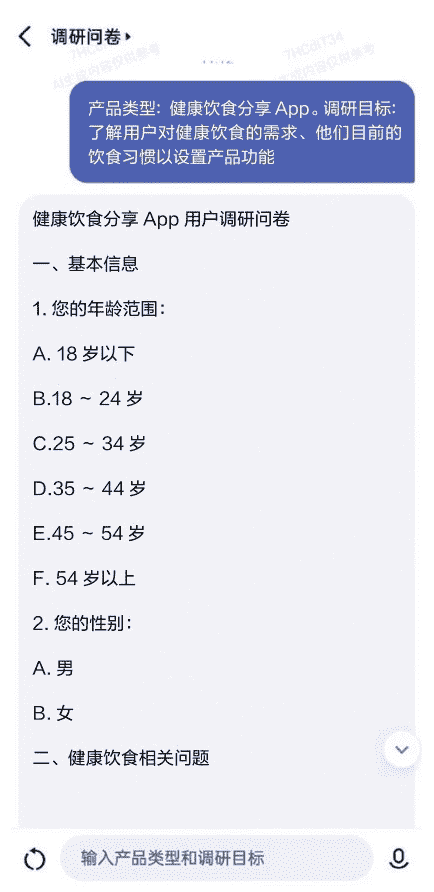 调研问卷
产品类型：健康饮食分享 App。调研目标：
了解用户对健康饮食的需求、他们目前的
饮食习惯以设置产品功能
健康饮食分享 App 用户调研问卷
一、基本信息
1. 您的年龄范围：
A. 18 岁以下
B.18 ~ 24 岁
C.25 ~ 34 岁
D.35 ~ 44 岁
E.45 ~ 54 岁
F. 54 岁以上
2. 您的性别：
A. 男
B. 女
二、健康饮食相关问题
输入产品类型和调研目标